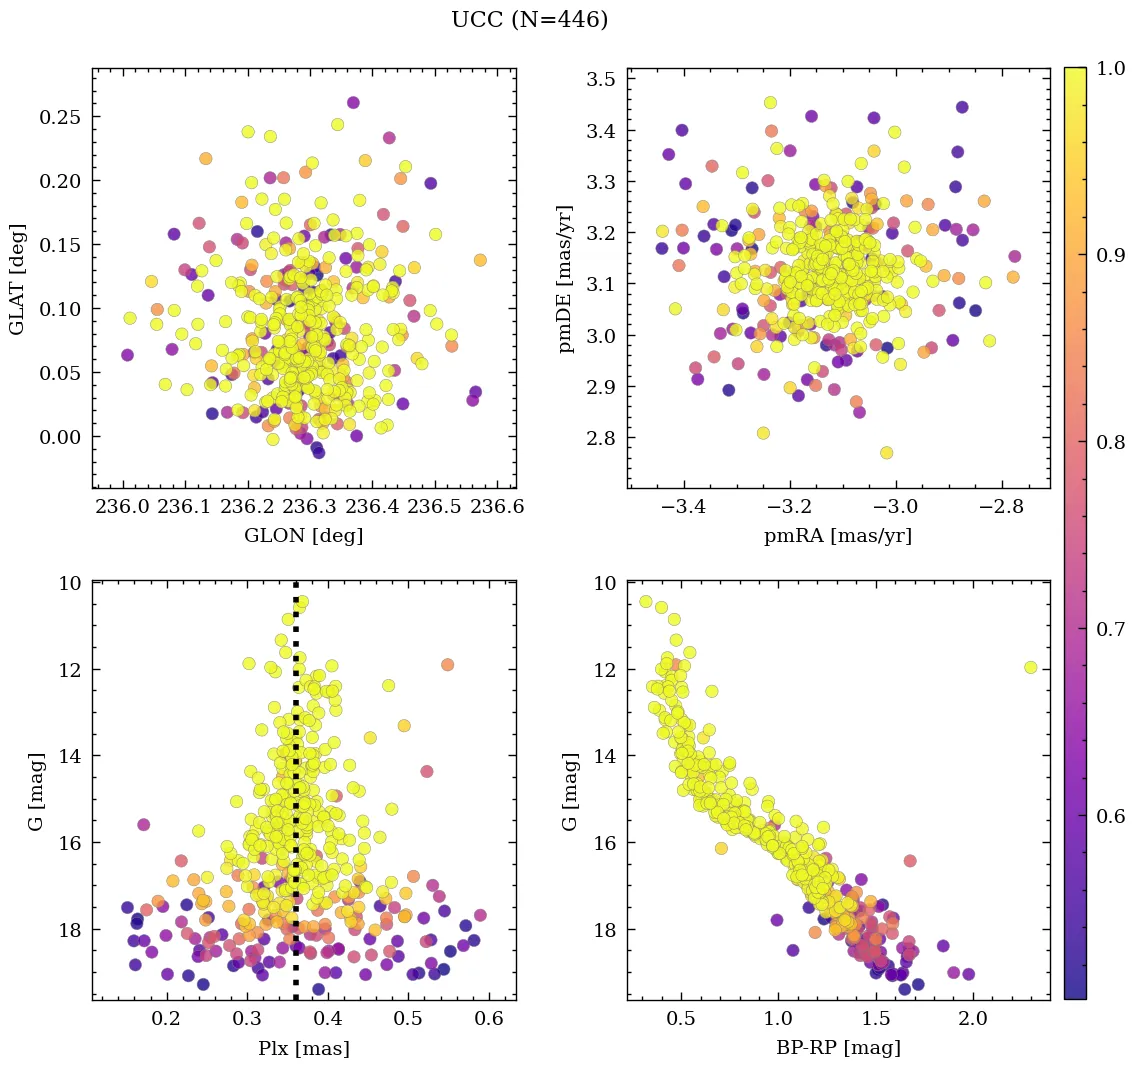 UCC (N=446)
0.25
0.20
0.15
0.10
0.05
0.00
GLAT [deg]
236.0 236.1 236.2 236.3 236.4 236.5 236.6
GLON [deg]
3.5
3.4
3.3
3.2
3.1
3.0
2.9
2.8
pmDE [mas/yr]
−3.4 −3.2 −3.0 −2.8
pmRA [mas/yr]
1.0
0.9
0.8
0.7
0.6
10
12
14
16
18
G [mag]
0.2 0.3 0.4 0.5 0.6
Plx [mas]
10
12
14
16
18
G [mag]
0.5 1.0 1.5 2.0
BP-RP [mag]